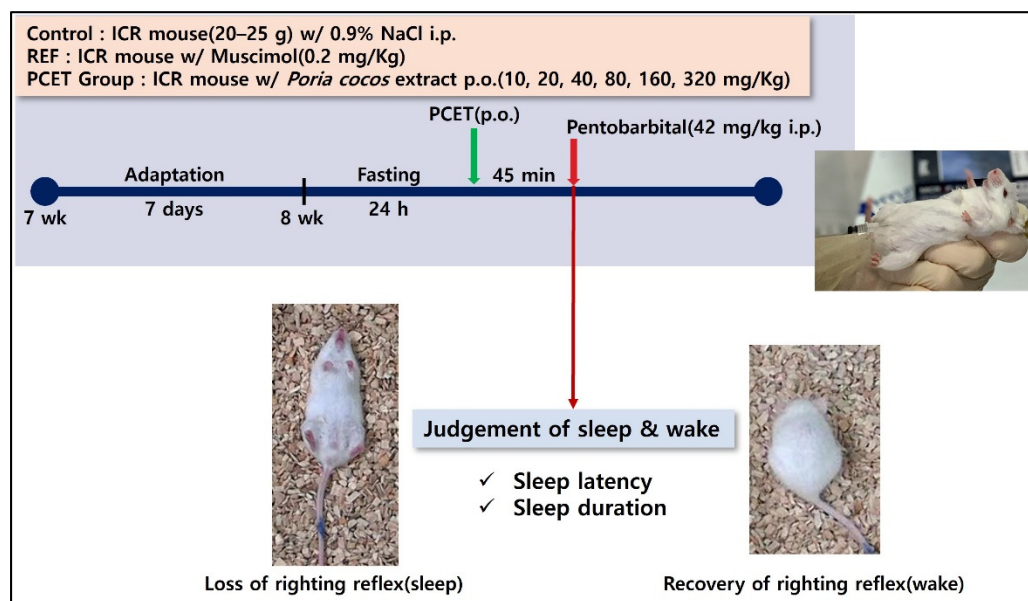 Control : ICR mouse(20–25 g) w/ 0.9% NaCl i.p.
REF : ICR mouse w/ Muscimol(0.2 mg/Kg)
PCET Group : ICR mouse w/ Poria cocos extract p.o.(10, 20, 40, 80, 160, 320 mg/Kg)
PCET(p.o.)
Pentobarbital(42 mg/kg i.p.)
Adaptation
Fasting
45 min
7 wk
7 days
8 wk
24 h
Judgement of sleep & wake
✓ Sleep latency
✓ Sleep duration
Loss of righting reflex(sleep)
Recovery of righting reflex(wake)